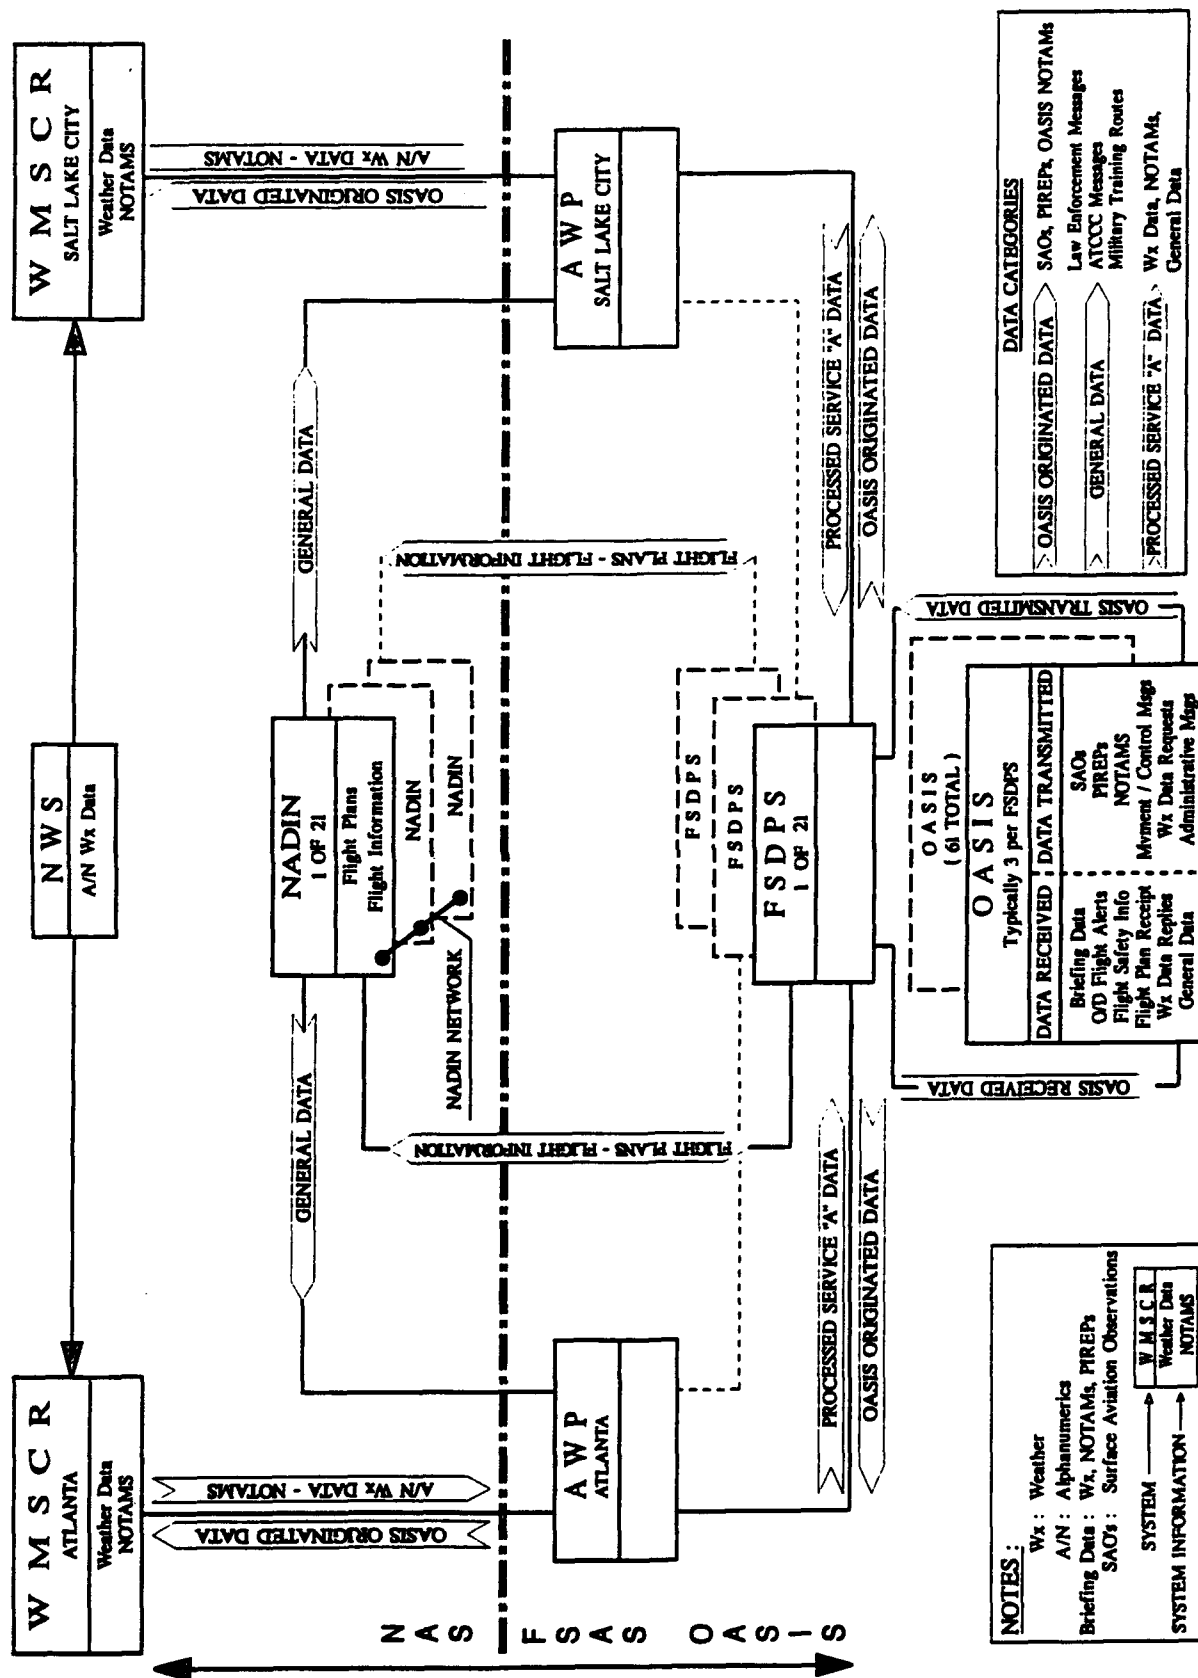 W M S C R
ATLANTA
Weather Data
NOTAMS
N W S
A/N Wx Data
W M S C R
SALT LAKE CITY
Weather Data
NOTAMS
OASIS ORIGINATED DATA
A/N Wx DATA - NOTAMS
OASIS ORIGINATED DATA
A/N Wx DATA - NOTAMS
GENERAL DATA
NADIN
1 OF 21
Flight Plans
Flight Information
NADIN
NADIN
NADIN NETWORK
GENERAL DATA
FLIGHT PLANS - FLIGHT INFORMATION
FLIGHT PLANS - FLIGHT INFORMATION
N A S
F S A S
O A S I S
A W P
ATLANTA
A W P
SALT LAKE CITY
F S D P S
F S D P S
F S D P S
1 OF 21
PROCESSED SERVICE "A" DATA
OASIS ORIGINATED DATA
PROCESSED SERVICE "A" DATA
OASIS ORIGINATED DATA
OASIS RECEIVED DATA
OASIS TRANSMITED DATA
O A S I S
( 61 TOTAL )
O A S I S
Typically 3 per FSDPS
DATA RECEIVED
DATA TRANSMITTED
Briefing Data
O/D Flight Alerts
Flight Safety Info
Flight Plan Receipt
Wx Data Replies
General Data
SAOs
PIREPs
NOTAMS
Mvment / Control Msgs
Wx Data Requests
Administrative Msgs
NOTES :
Wx : Weather
A/N : Alphanumerics
Briefing Data : Wx, NOTAMs, PIREPs
SAO's : Surface Aviation Observations
SYSTEM
SYSTEM INFORMATION
W M S C R
Weather Data
NOTAMS
DATA CATEGORIES
OASIS ORIGINATED DATA
SAOs, PIREPs, OASIS NOTAMs
GENERAL DATA
Law Enforcement Messages
ATCCC Messages
Military Training Routes
PROCESSED SERVICE "A" DATA
Wx Data, NOTAMs,
General Data